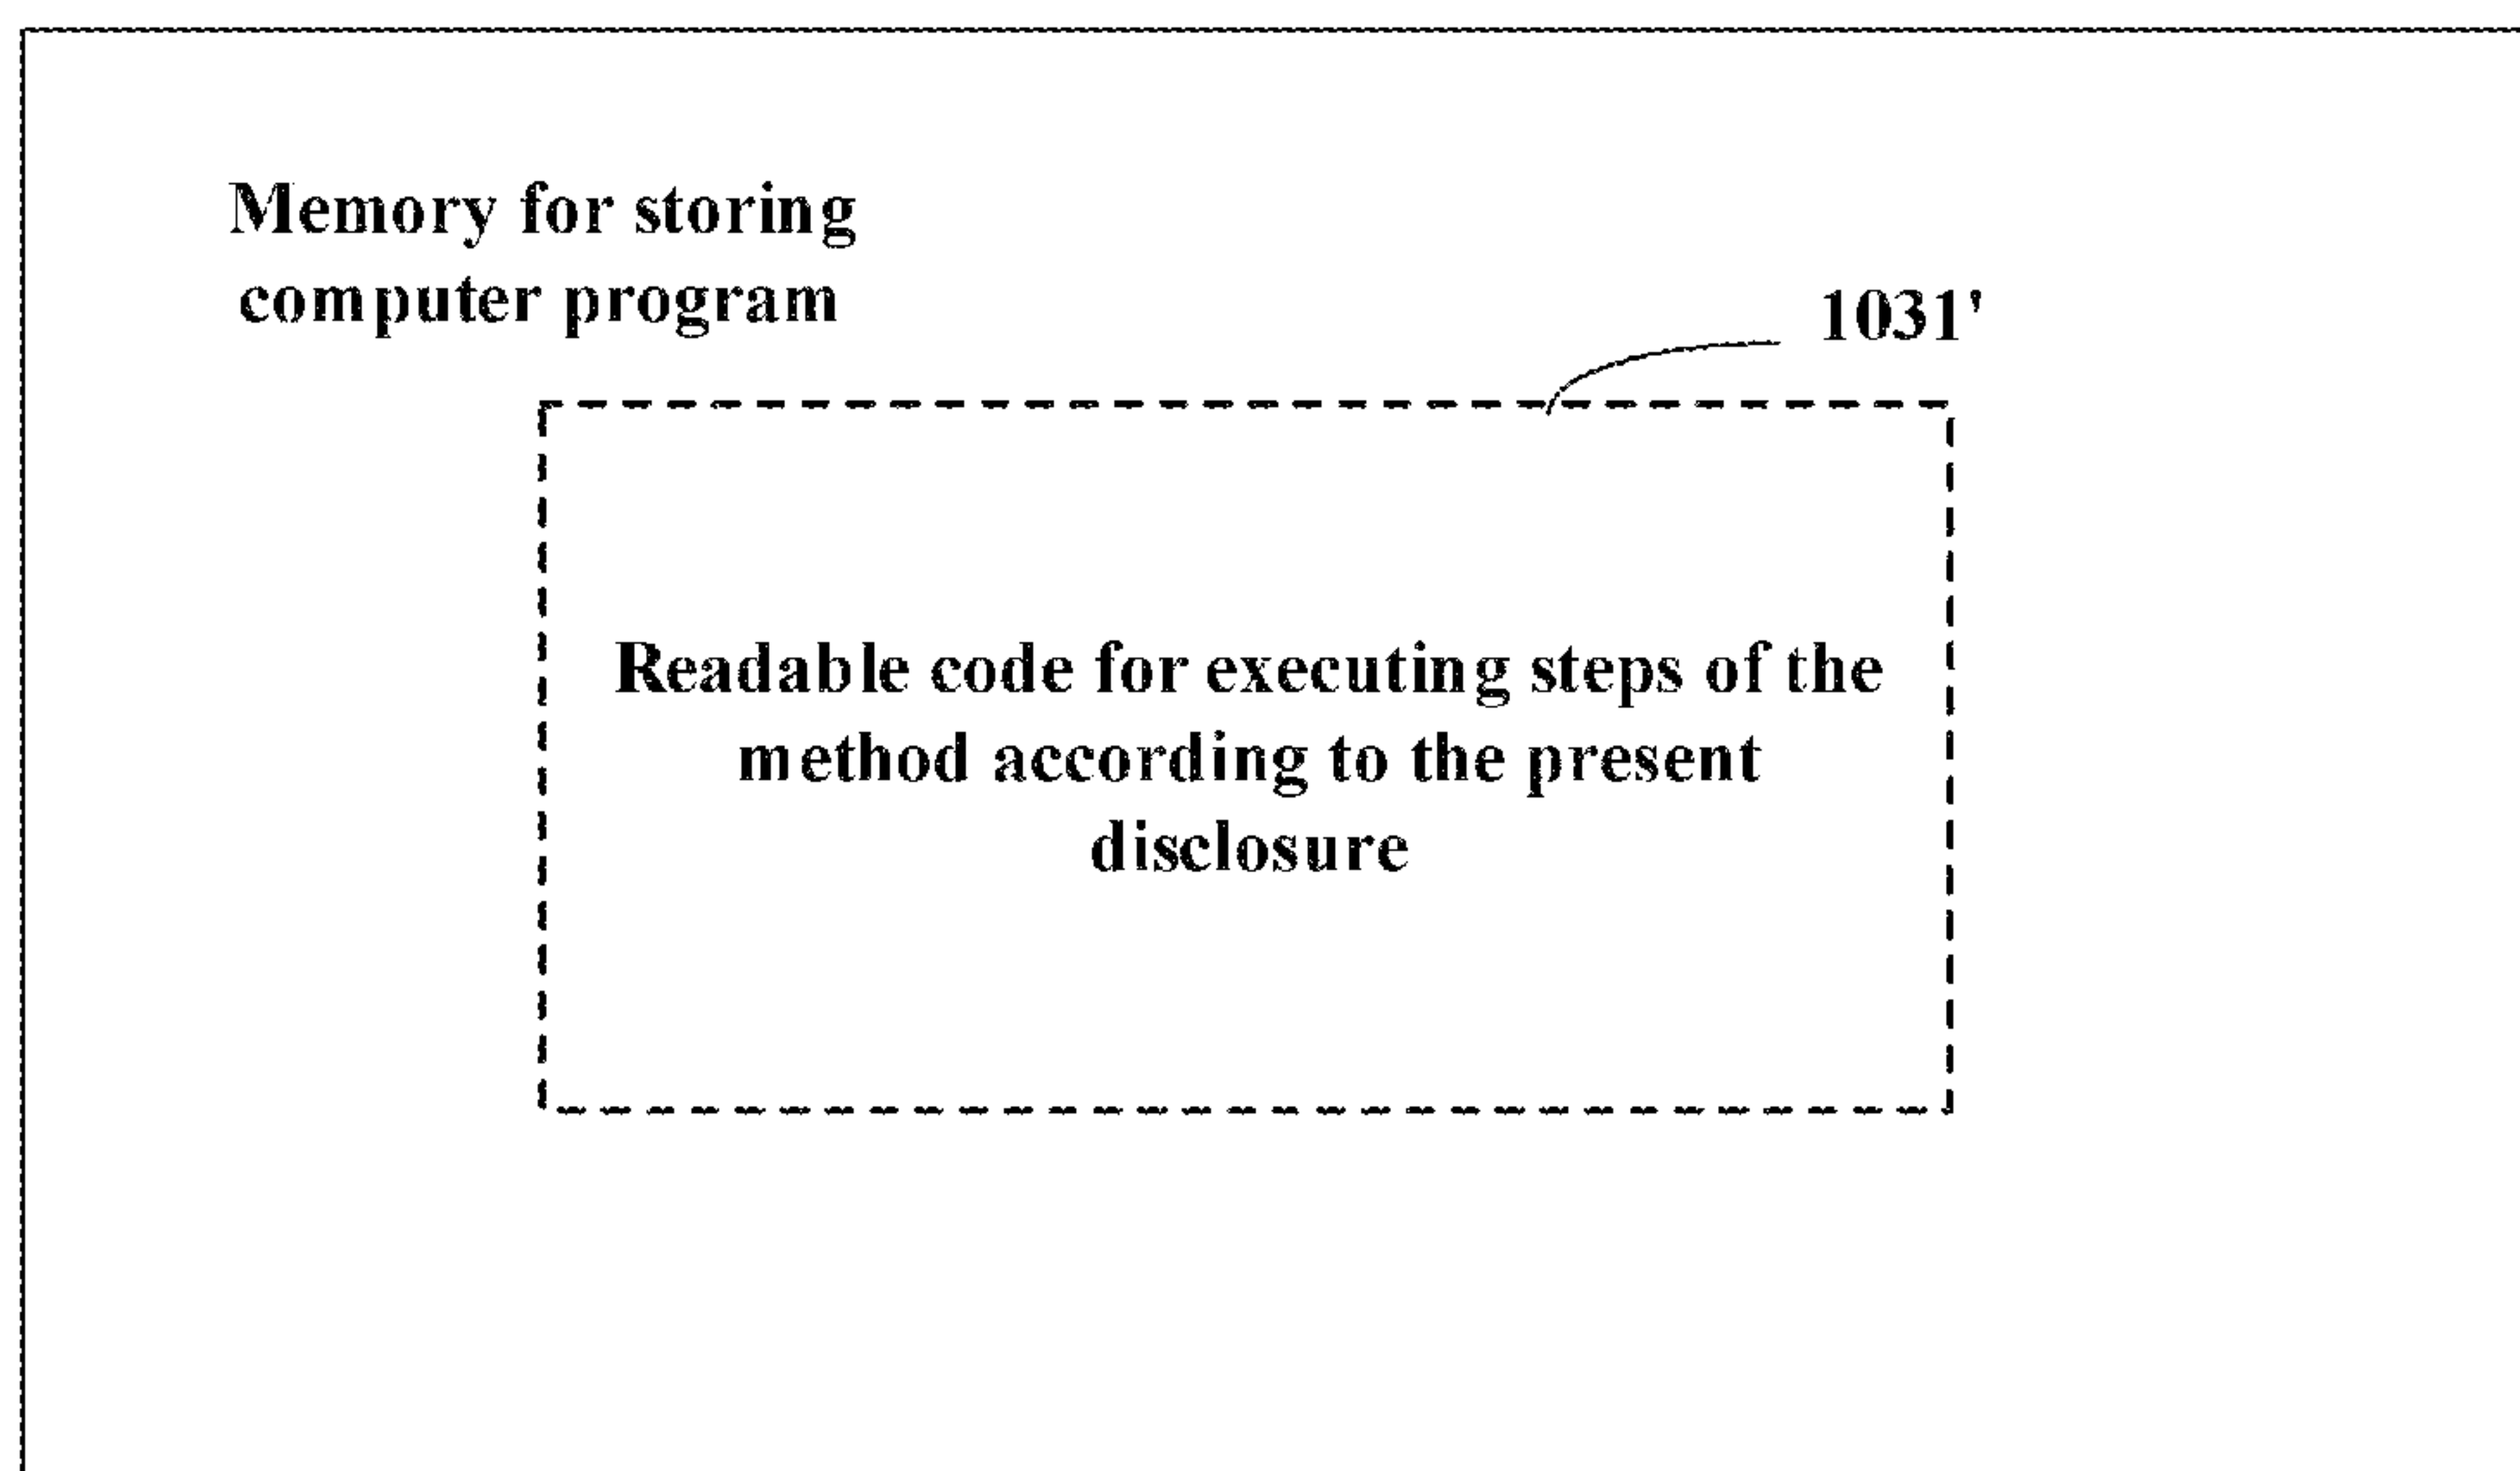 Memory for storing
computer program
1031'
Readable code for executing steps of the
method according to the present
disclosure